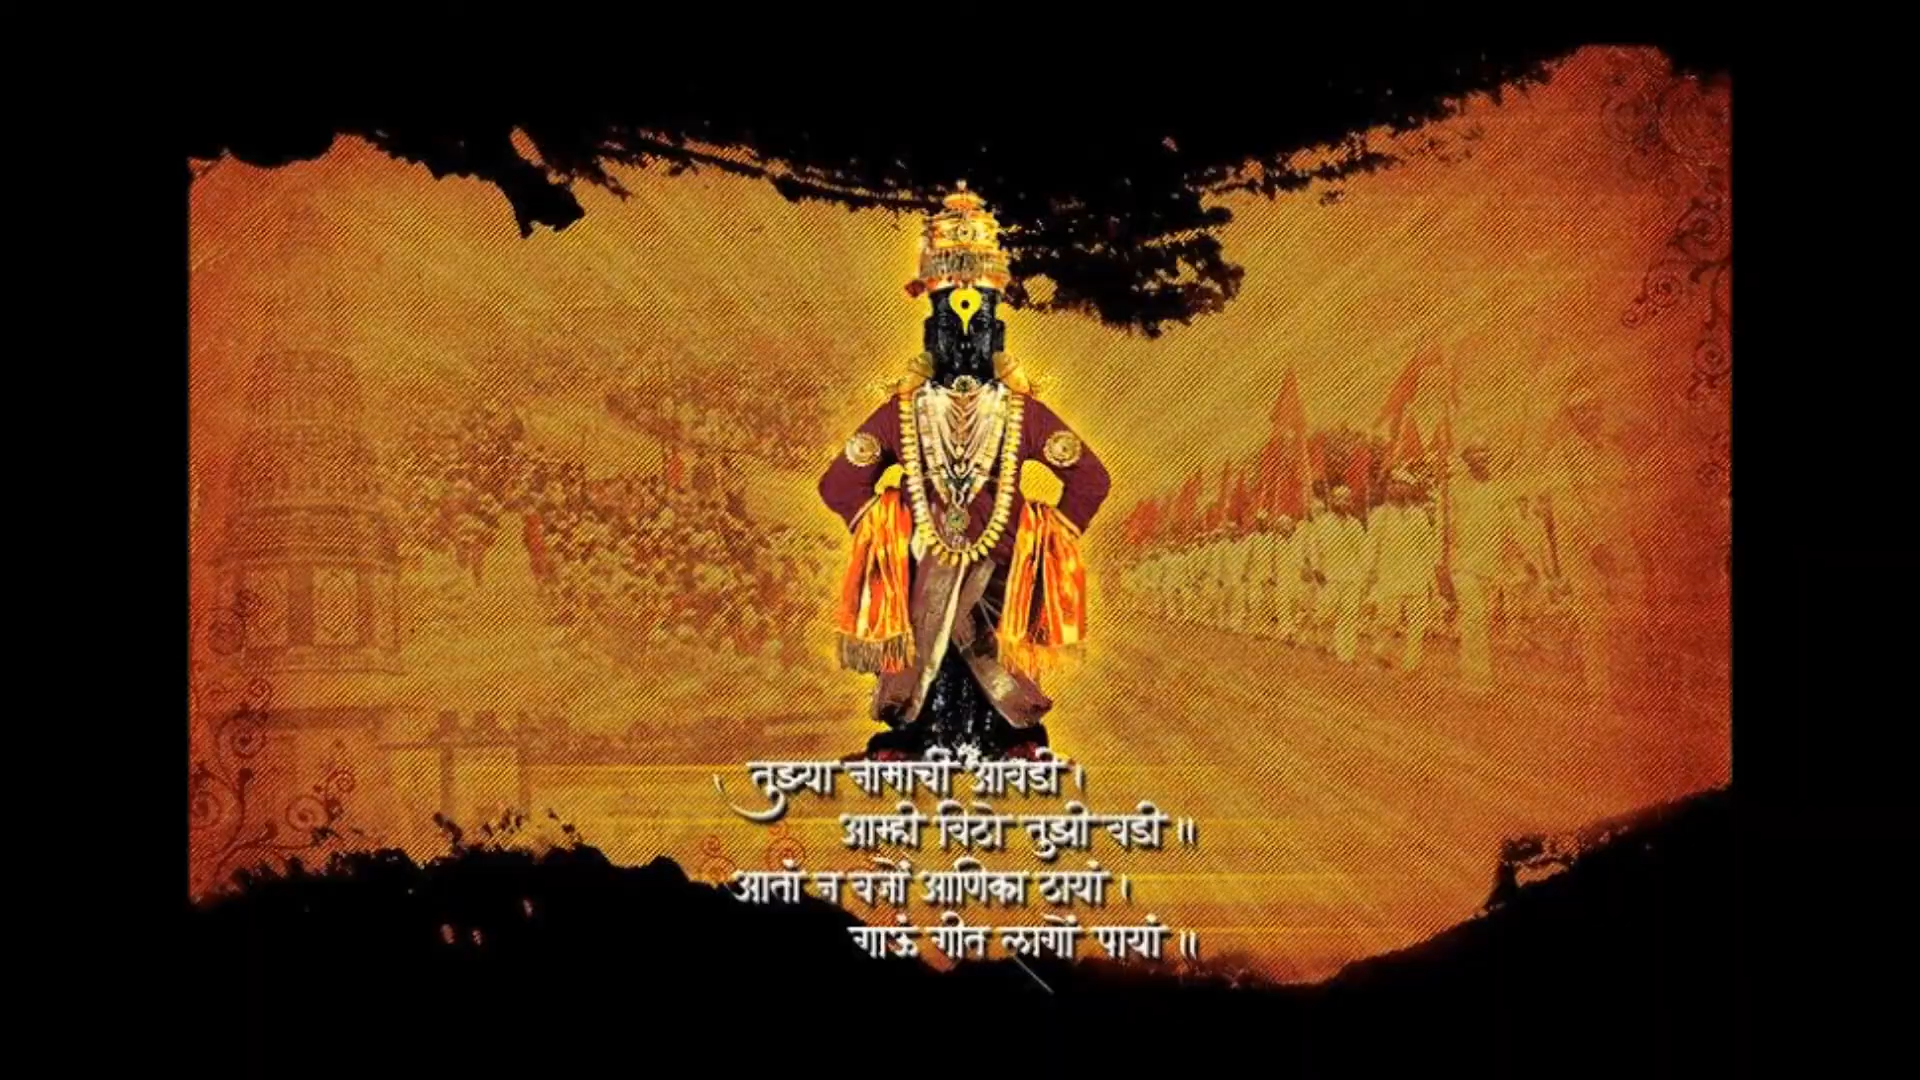 तुझ्या नामाची आवडी ।
आम्ही विठो तुझी वडी ॥
आतां न वजों आणिका ठायां ।
गाऊं गीत लागों पायां ॥